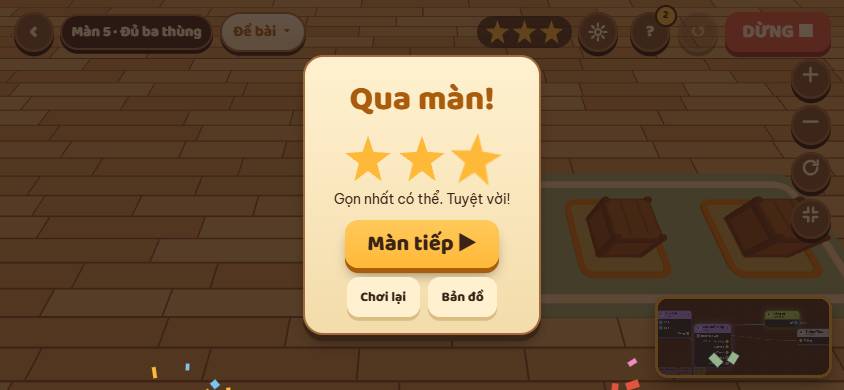 Màn 5 • Đủ ba thùng
Đề bài
?
2
DỪNG
Qua màn!
Gọn nhất có thể. Tuyệt vời!
Màn tiếp
Chơi lại
Bản đồ